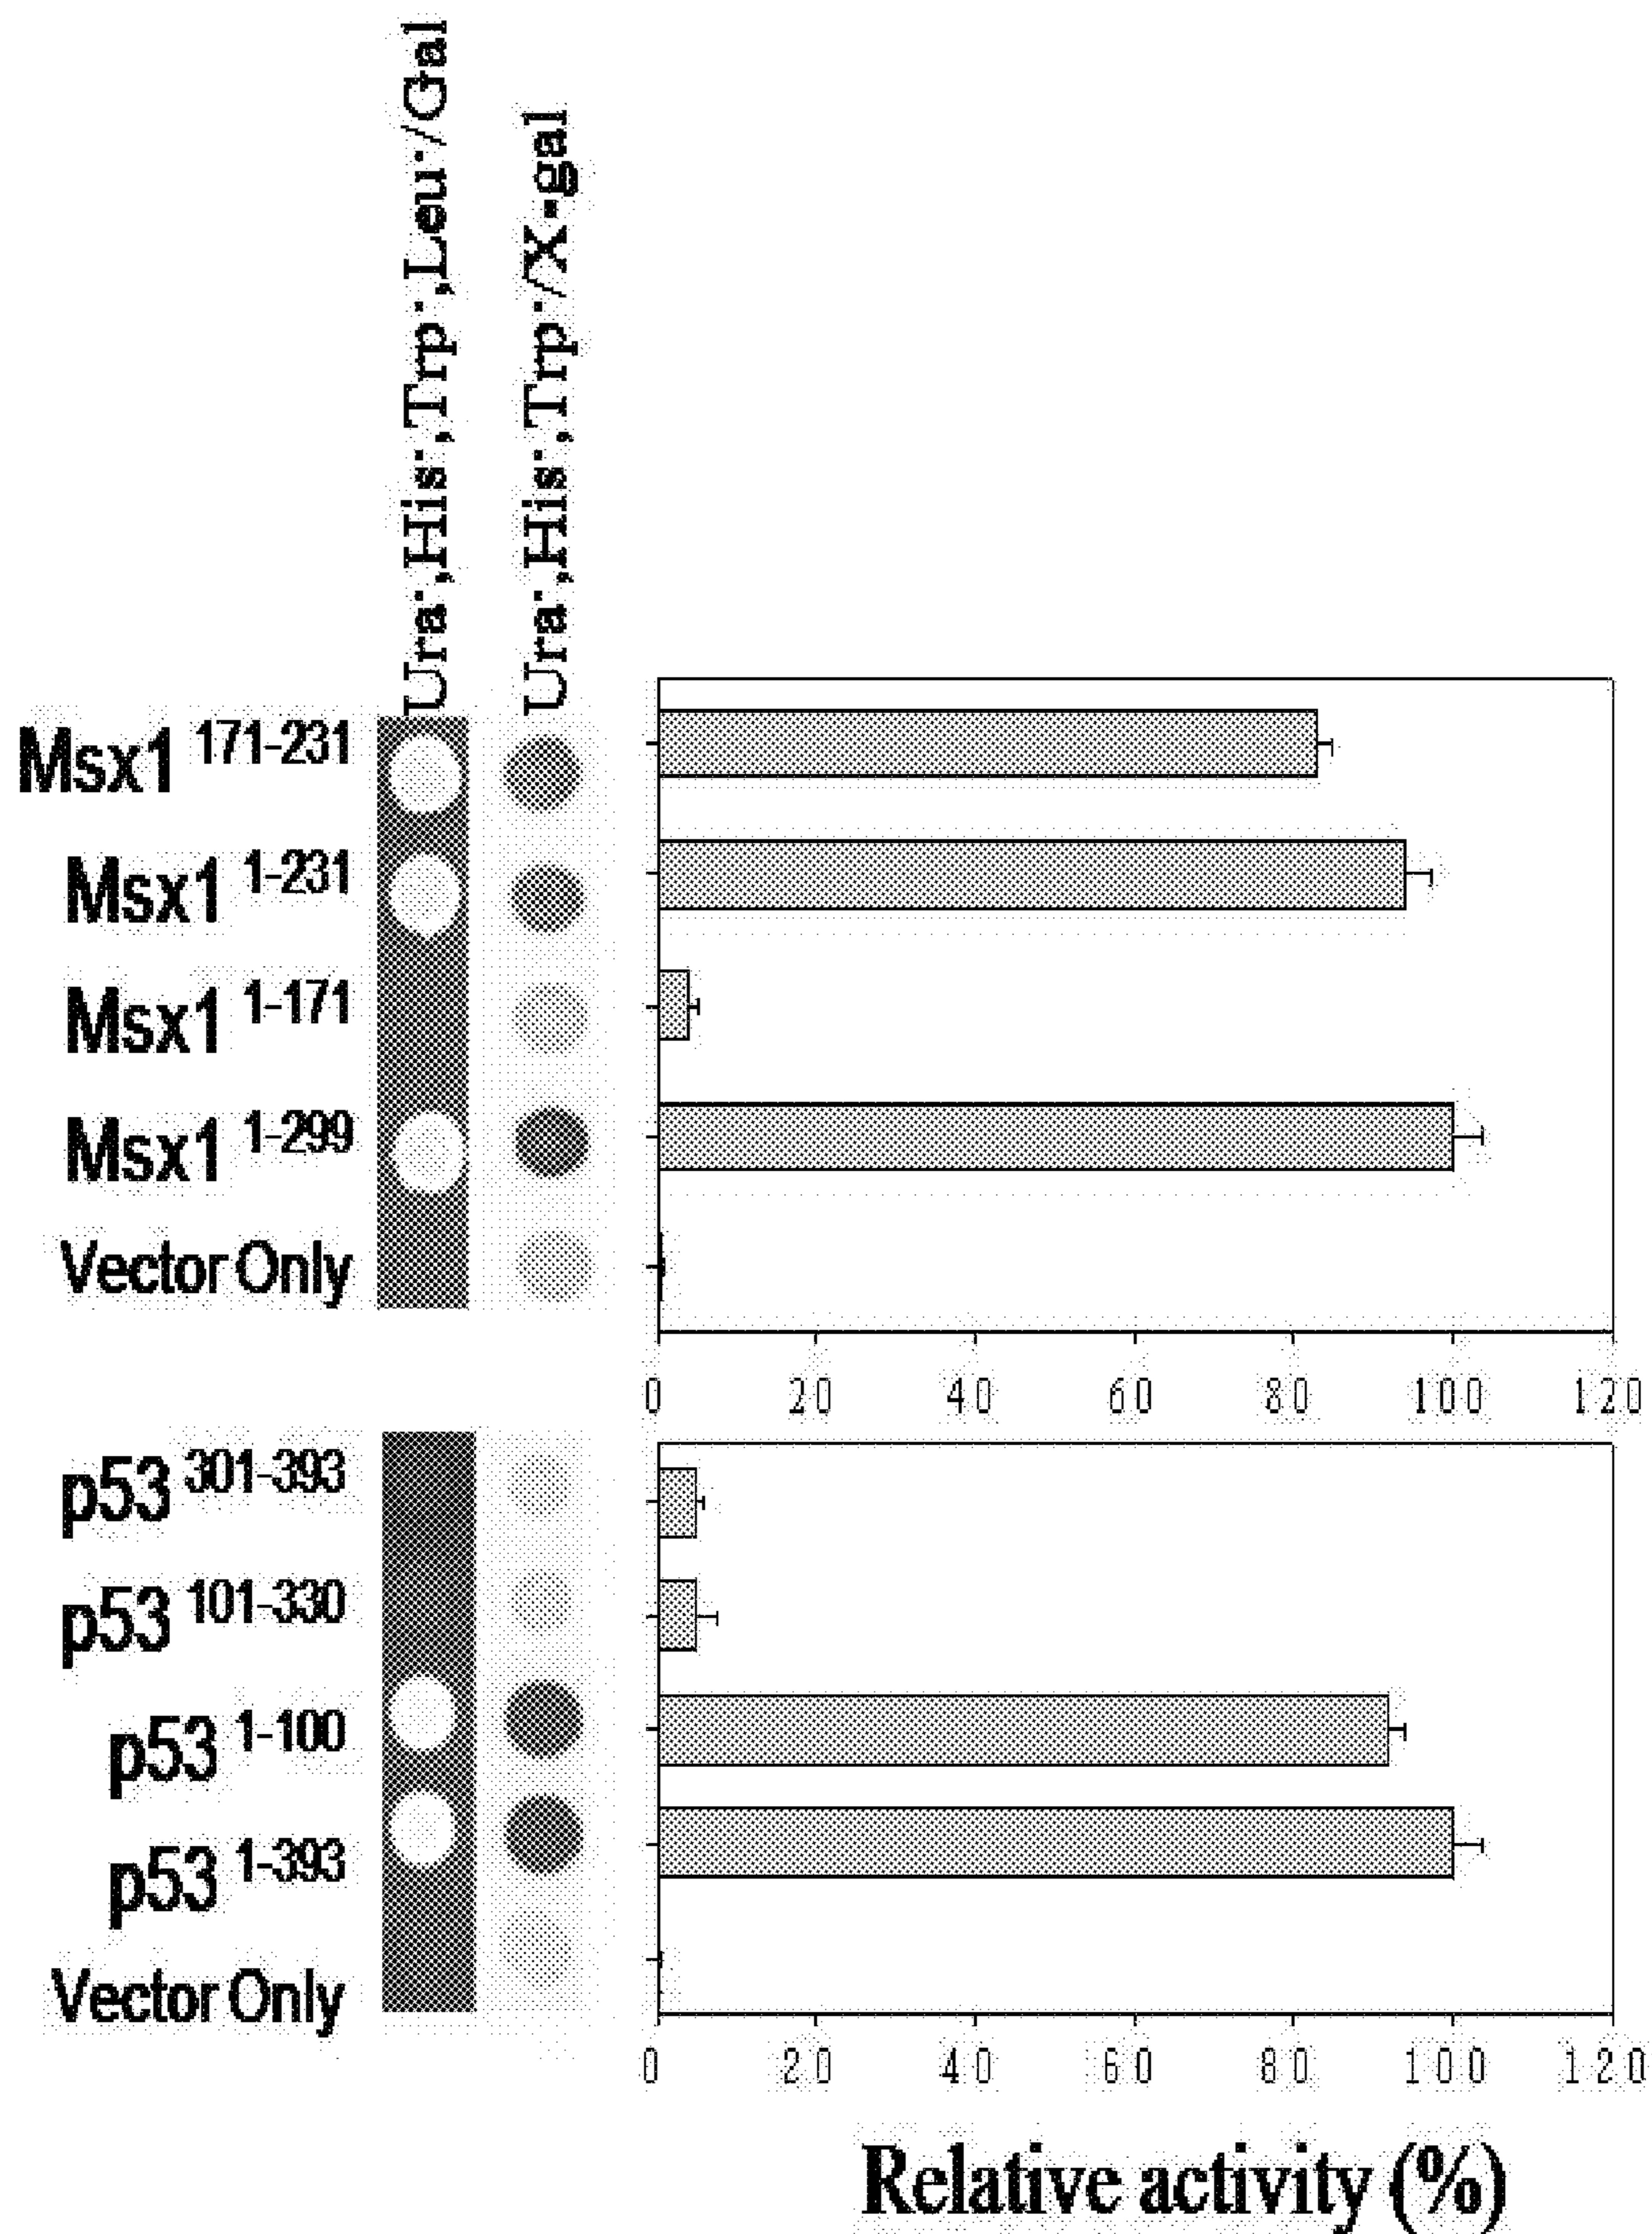 Ura⁻,His⁻,Trp⁻,Leu⁻/Gal
Ura⁻,His⁻,Trp⁻/X-gal
Msx1 171-231
Msx1 1-231
Msx1 1-171
Msx1 1-299
Vector Only
0 20 40 60 80 100 120
p53 301-393
p53 101-330
p53 1-100
p53 1-393
Vector Only
0 20 40 60 80 100 120
Relative activity (%)